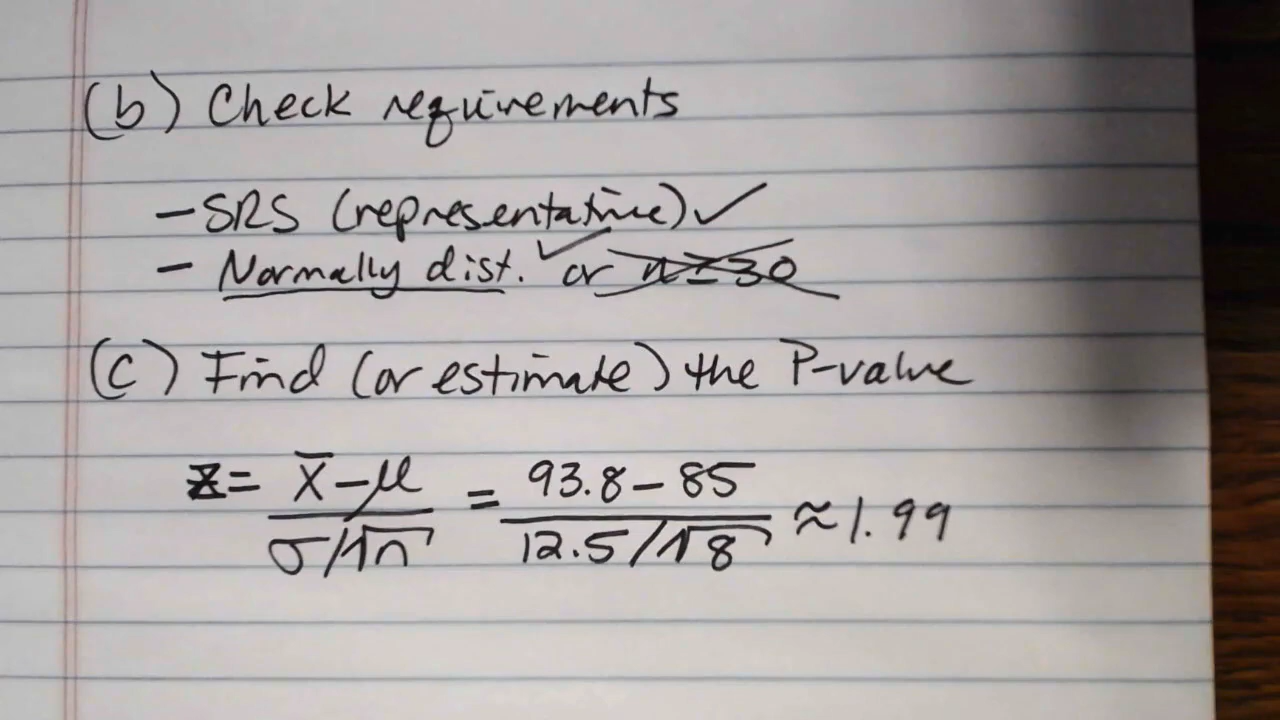 (b) Check requirements
- SRS (representative) ✓
- Normally dist. ✓ or n ≥ 30
(c) Find (or estimate) the P-value
z = x̄ - μ / σ/√n = 93.8 - 85 / 12.5/√8 ≈ 1.99